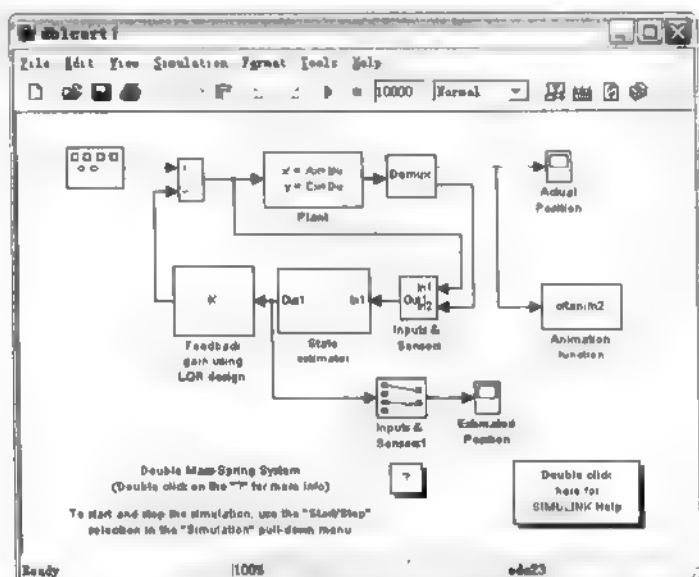 dblcart1
File Edit View Simulation Format Tools Help
10000 Normal
x' = Ax+Bu
y = Cx+Du
Plant
Demux
Actual
Position
K
Feedback
gain using
LQR design
Out1 In1
State
estimator
In1
Out1
In2
Inputs &
Sensors
Animation
function
Inputs &
Sensors1
Estimated
Position
Double Mass-Spring System
(Double click on the "?" for more info)
?
To start and stop the simulation, use the "Start/Stop"
selection in the "Simulation" pull-down menu
Double click
here for
SIMULINK Help
Ready 100% ode23